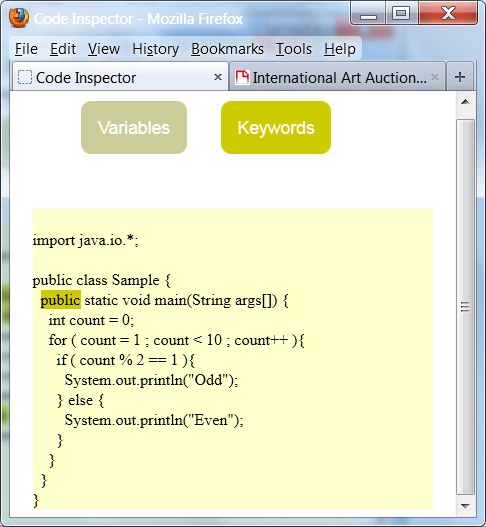 Code Inspector - Mozilla Firefox
File Edit View History Bookmarks Tools Help
Code Inspector × International Art Auction... × +
Variables Keywords
import java.io.*;
public class Sample {
public static void main(String args[]) {
int count = 0;
for ( count = 1 ; count < 10 ; count++ ){
if ( count % 2 == 1 ){
System.out.println("Odd");
} else {
System.out.println("Even");
}
}
}
}